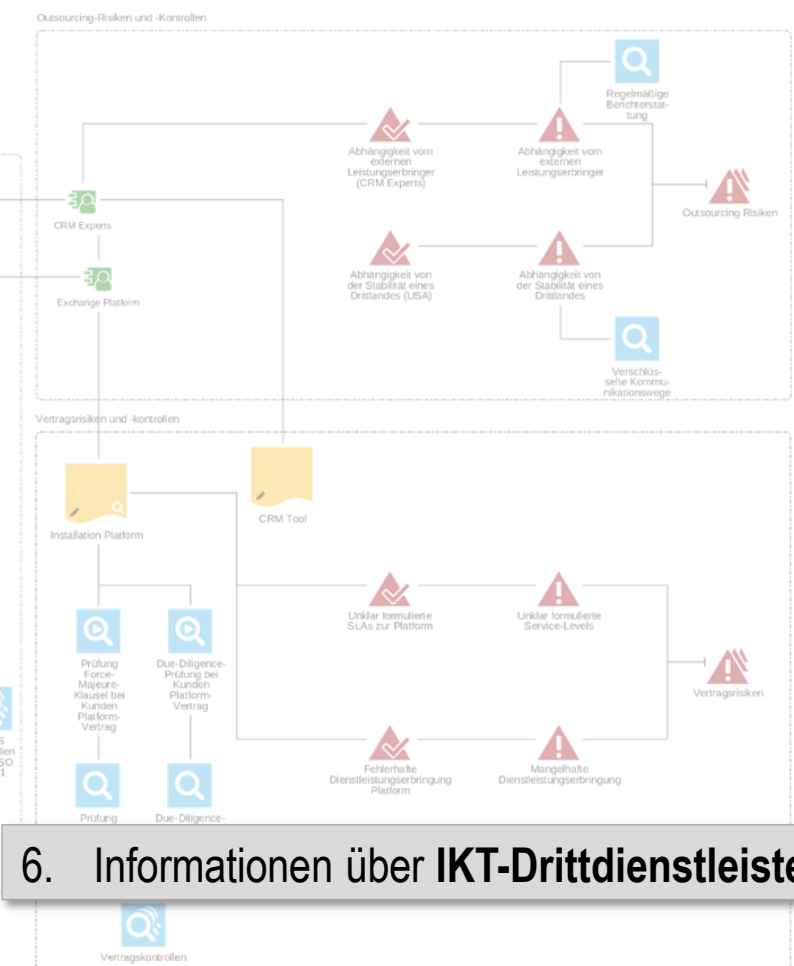 Outsourcing-Risiken und -Kontrollen
Regelmäßige
Berichterstat-
tung
Abhängigkeit vom
externen
Leistungserbringer
(CRM Experts)
Abhängigkeit vom
externen
Leistungserbringer
Outsourcing Risiken
CRM Experts
Abhängigkeit von
der Stabilität eines
Drittlandes (USA)
Abhängigkeit von
der Stabilität eines
Drittlandes
Exchange Platform
Verschlüs-
selte Kommu-
nikationswege
Vertragsrisiken und -kontrollen
Installation Platform
CRM Tool
Unklar formulierte
SLAs zur Platform
Unklar formulierte
Service-Levels
Prüfung
Force-
Majeure-
Klausel bei
Kunden
Platform-
Vertrag
Due-Diligence-
Prüfung bei
Kunden
Platform-
Vertrag
Vertragsrisiken
S
len
SO
1
Fehlerhafte
Dienstleistungserbringung
Platform
Mangelhafte
Dienstleistungserbringung
Prüfung
Due-Diligence-
6. Informationen über IKT-Drittdienstleiste
Vertragskontrollen